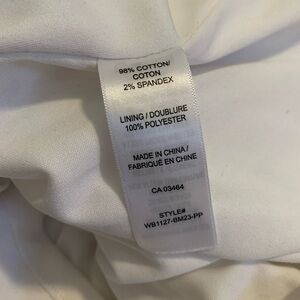 98% COTTON/
COTON
2% SPANDEX
LINING / DOUBLURE
100% POLYESTER
MADE IN CHINA /
FABRIQUÉ EN CHINE
CA 03464
STYLE#
WB1127-BM23-PP